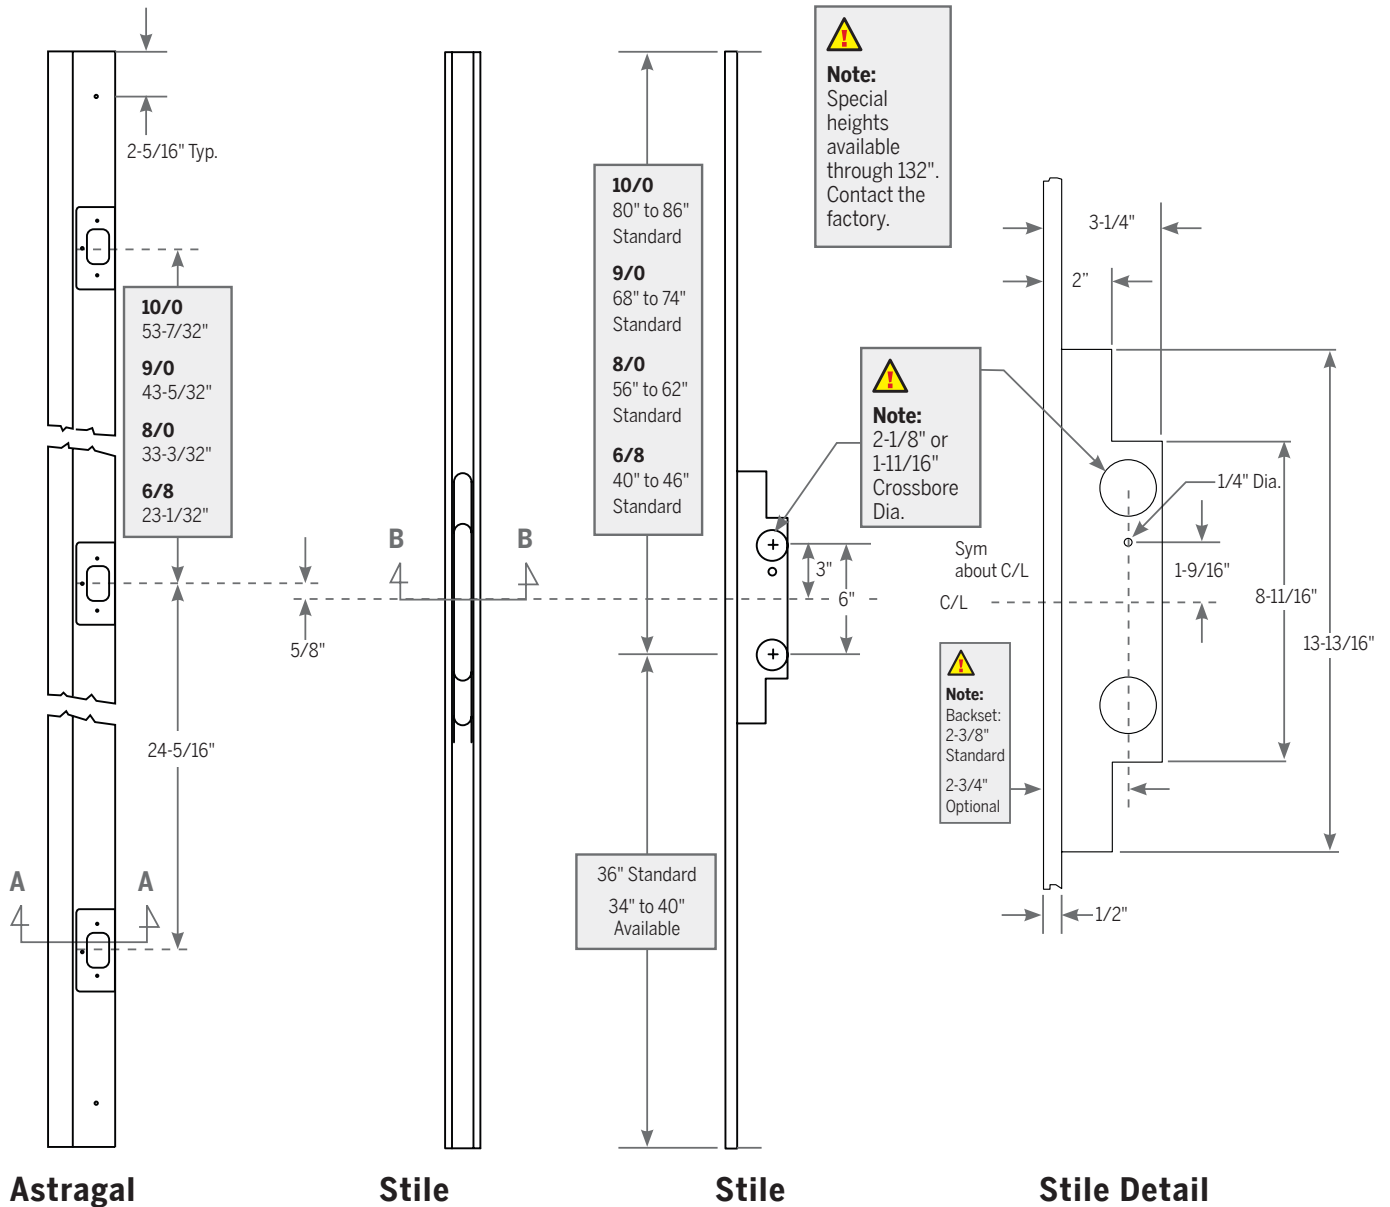 2-5/16" Typ.
10/0
53-7/32"
9/0
43-5/32"
8/0
33-3/32"
6/8
23-1/32"
24-5/16"
A A
Astragal
5/8"
B B
Stile
10/0
80" to 86"
Standard
9/0
68" to 74"
Standard
8/0
56" to 62"
Standard
6/8
40" to 46"
Standard
3"
6"
36" Standard
34" to 40"
Available
Stile
Note:
Special
heights
available
through 132".
Contact the
factory.
Note:
2-1/8" or
1-11/16"
Crossbore
Dia.
3-1/4"
2"
1/4" Dia.
Sym
about C/L
C/L
1-9/16"
8-11/16"
13-13/16"
Note:
Backset:
2-3/8"
Standard
2-3/4"
Optional
1/2"
Stile Detail